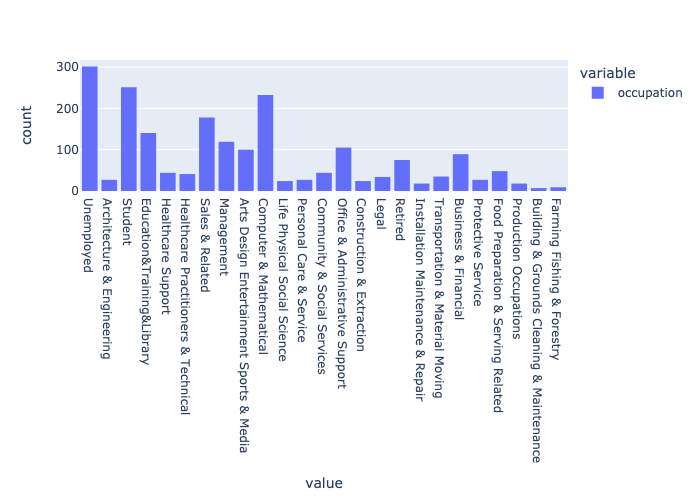 300
200
100
0
count
variable
occupation
Unemployed
Architecture & Engineering
Student
Education&Training&Library
Healthcare Support
Healthcare Practitioners & Technical
Sales & Related
Management
Arts Design Entertainment Sports & Media
Computer & Mathematical
Life Physical Social Science
Personal Care & Service
Community & Social Services
Office & Administrative Support
Construction & Extraction
Legal
Retired
Installation Maintenance & Repair
Transportation & Material Moving
Business & Financial
Protective Service
Food Preparation & Serving Related
Production Occupations
Building & Grounds Cleaning & Maintenance
Farming Fishing & Forestry
value